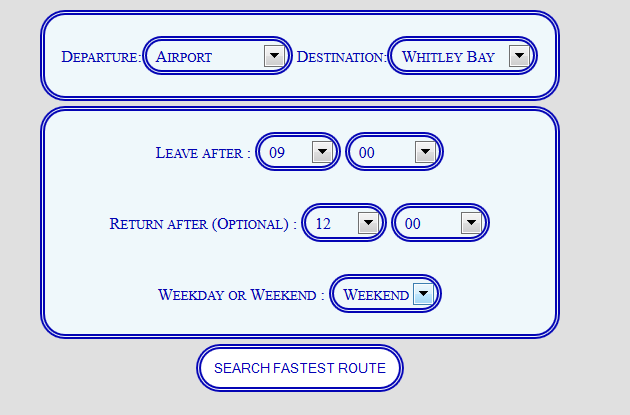 Departure: Airport Destination: Whitley Bay
Leave after : 09 00
Return after (Optional) : 12 00
Weekday or Weekend : Weekend
SEARCH FASTEST ROUTE